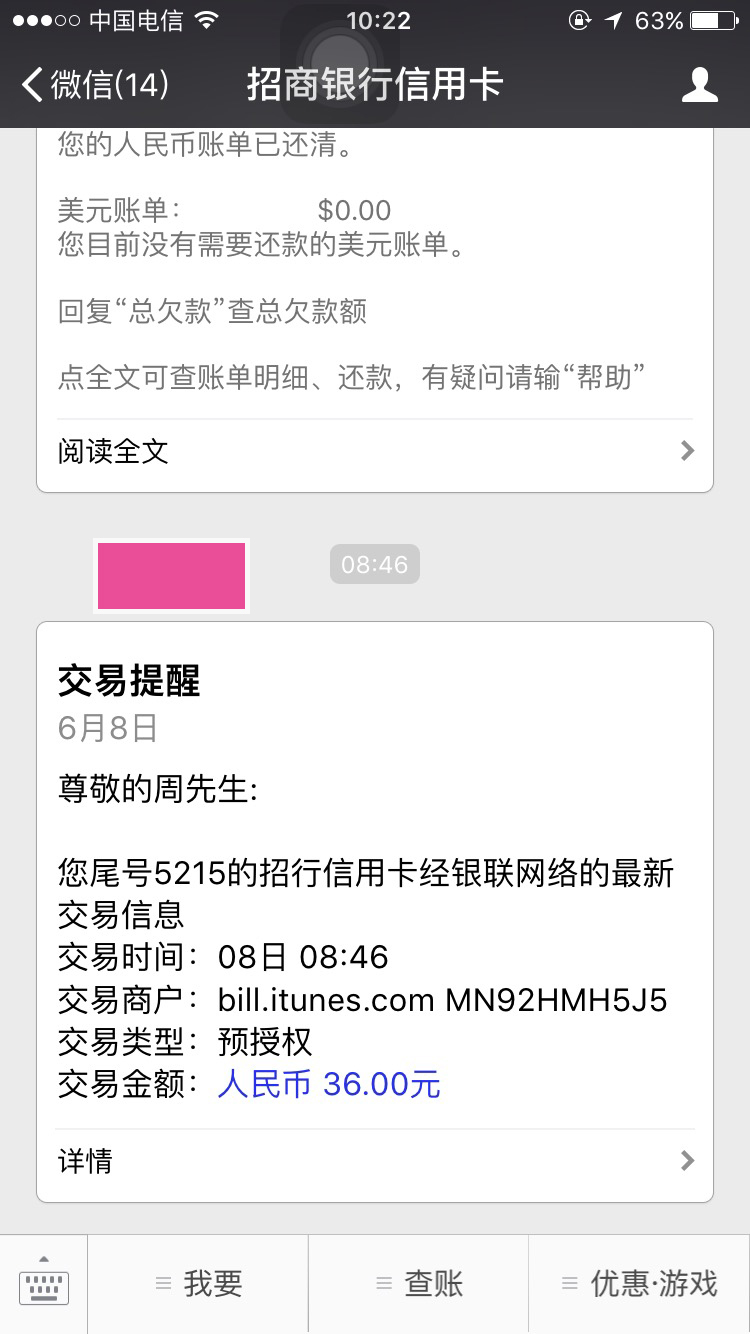 中国电信 10:22 63%
微信(14) 招商银行信用卡
您的人民币账单已还清。
美元账单: $0.00
您目前没有需要还款的美元账单。
回复“总欠款”查总欠款额
点全文可查账单明细、还款，有疑问请输“帮助”
阅读全文
08:46
交易提醒
6月8日
尊敬的周先生:
您尾号5215的招行信用卡经银联网络的最新
交易信息
交易时间：08日 08:46
交易商户：bill.itunes.com MN92HMH5J5
交易类型：预授权
交易金额：人民币 36.00元
详情
我要 查账 优惠·游戏